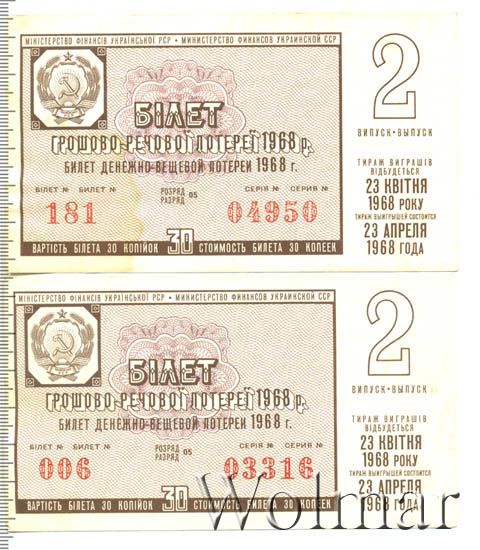 МІНІСТЕРСТВО ФІНАНСІВ УКРАЇНСЬКОЇ РСР • МИНИСТЕРСТВО ФИНАНСОВ УКРАИНСКОЙ ССР
БІЛЕТ
ГРОШОВО-РЕЧОВОЇ ЛОТЕРЕЇ 1968 р.
БИЛЕТ ДЕНЕЖНО-ВЕЩЕВОЙ ЛОТЕРЕИ 1968 г.
БІЛЕТ № БИЛЕТ № РОЗРЯД РАЗРЯД 05 СЕРІЯ № СЕРИЯ №
181 04950
ВАРТІСТЬ БІЛЕТА 30 КОПІЙОК 30 СТОИМОСТЬ БИЛЕТА 30 КОПЕЕК
2
ВИПУСК • ВЫПУСК
ТИРАЖ ВИГРАШІВ
ВІДБУДЕТЬСЯ
23 КВІТНЯ
1968 РОКУ
ТИРАЖ ВЫИГРЫШЕЙ СОСТОИТСЯ
23 АПРЕЛЯ
1968 ГОДА
МІНІСТЕРСТВО ФІНАНСІВ УКРАЇНСЬКОЇ РСР • МИНИСТЕРСТВО ФИНАНСОВ УКРАИНСКОЙ ССР
БІЛЕТ
ГРОШОВО-РЕЧОВОЇ ЛОТЕРЕЇ 1968 р.
БИЛЕТ ДЕНЕЖНО-ВЕЩЕВОЙ ЛОТЕРЕИ 1968 г.
БІЛЕТ № БИЛЕТ № РОЗРЯД РАЗРЯД 05 СЕРІЯ № СЕРИЯ №
006 03316
ВАРТІСТЬ БІЛЕТА 30 КОПІЙОК 30 СТОИМОСТЬ БИЛЕТА 30 КОПЕЕК
2
ВИПУСК • ВЫПУСК
ТИРАЖ ВИГРАШІВ
ВІДБУДЕТЬСЯ
23 КВІТНЯ
1968 РОКУ
ТИРАЖ ВЫИГРЫШЕЙ СОСТОИТСЯ
23 АПРЕЛЯ
1968 ГОДА
Wolmar